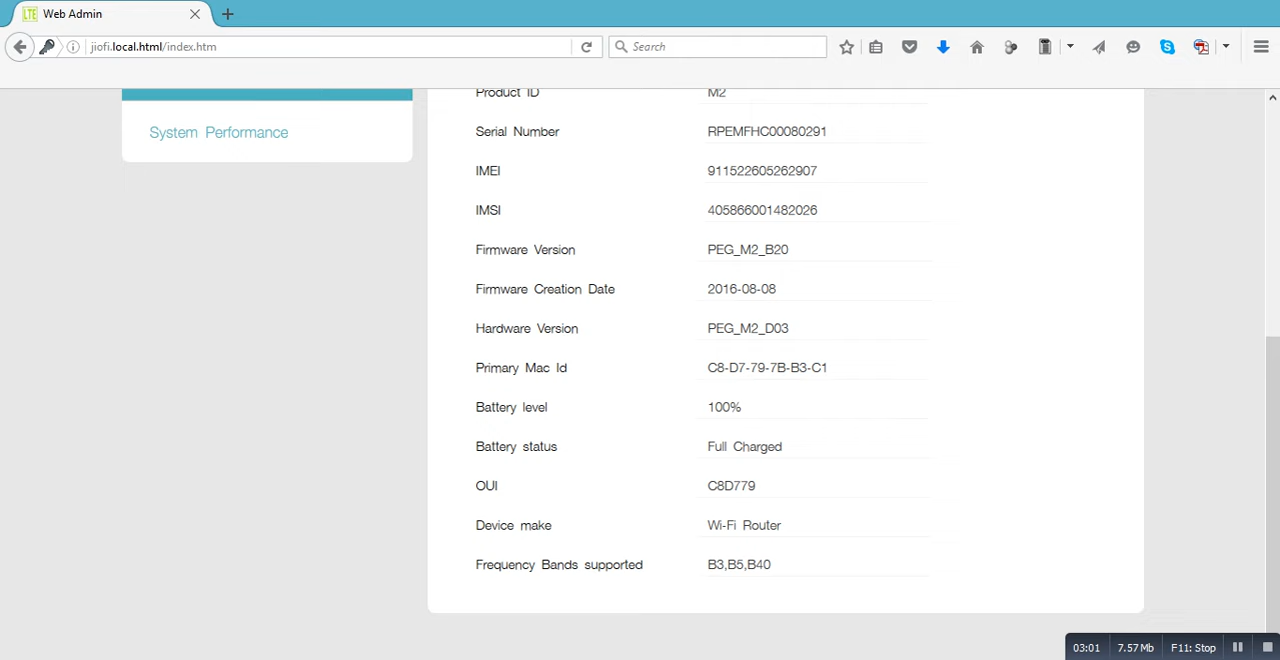 LTE Web Admin
jiofi.local.html/index.htm
Search
Product ID M2
System Performance
Serial Number RPEMFHC00080291
IMEI 911522605262907
IMSI 405866001482026
Firmware Version PEG_M2_B20
Firmware Creation Date 2016-08-08
Hardware Version PEG_M2_D03
Primary Mac Id C8-D7-79-7B-B3-C1
Battery level 100%
Battery status Full Charged
OUI C8D779
Device make Wi-Fi Router
Frequency Bands supported B3,B5,B40
03:01 7.57 Mb F11: Stop